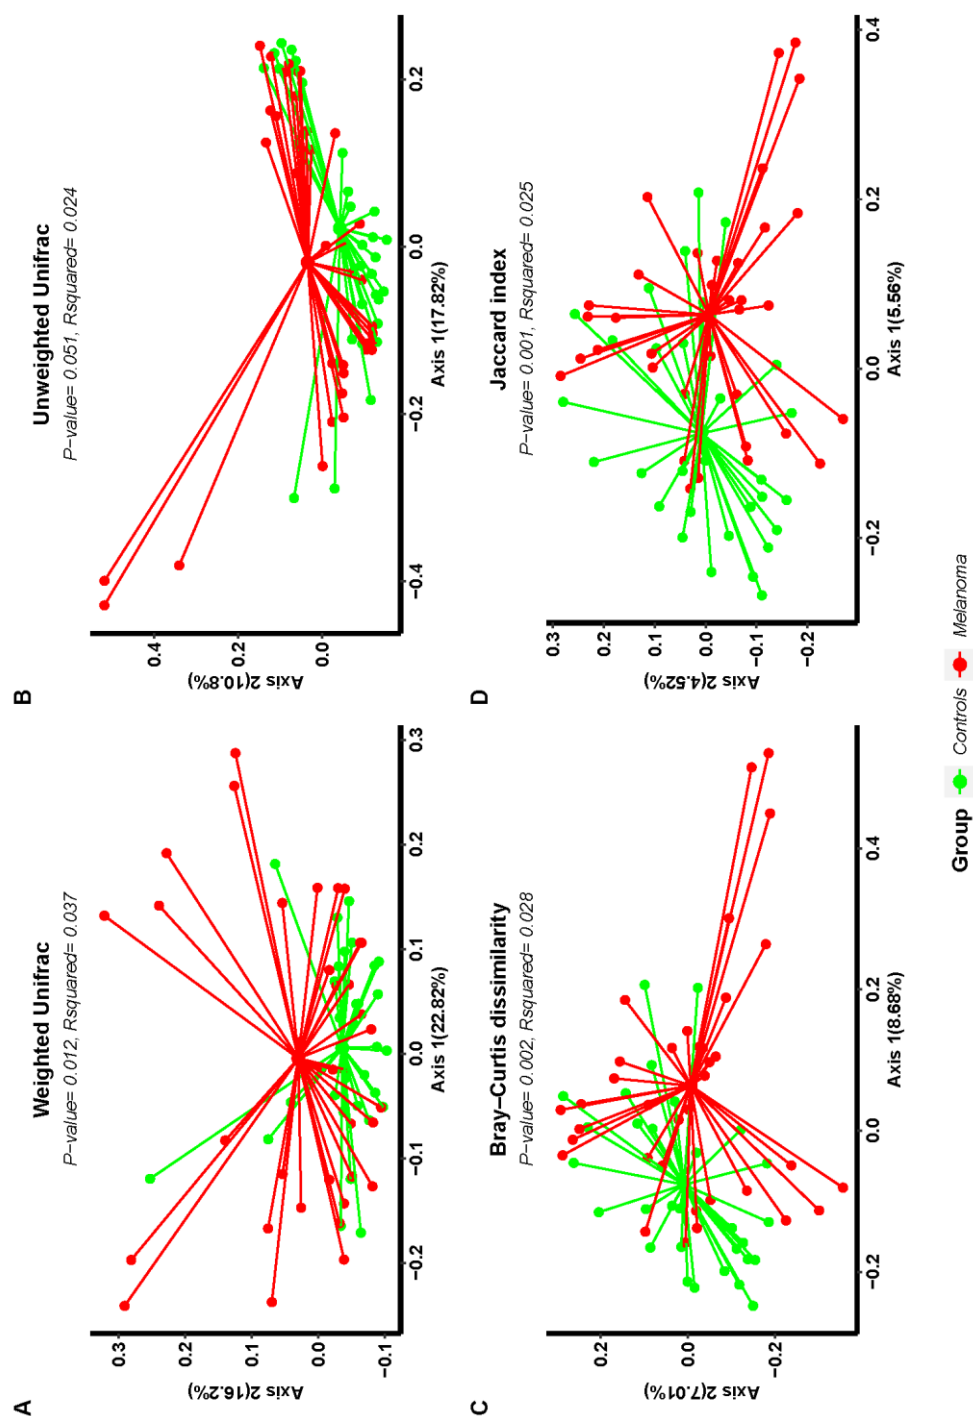 A
Weighted Unifrac
P−value= 0.012, Rsquared= 0.037
0.3
0.2
0.1
0.0
−0.1
Axis 2(16.2%)
−0.2
−0.1
0.0
0.1
0.2
0.3
Axis 1(22.82%)
B
Unweighted Unifrac
P−value= 0.051, Rsquared= 0.024
0.4
0.2
0.0
Axis 2(10.8%)
−0.4
−0.2
0.0
0.2
Axis 1(17.82%)
C
Bray−Curtis dissimilarity
P−value= 0.002, Rsquared= 0.028
0.2
0.0
−0.2
Axis 2(7.01%)
−0.2
0.0
0.2
0.4
Axis 1(8.68%)
D
Jaccard index
P−value= 0.001, Rsquared= 0.025
0.3
0.2
0.1
0.0
−0.1
−0.2
Axis 2(4.52%)
−0.2
0.0
0.2
0.4
Axis 1(5.56%)
Group Controls Melanoma